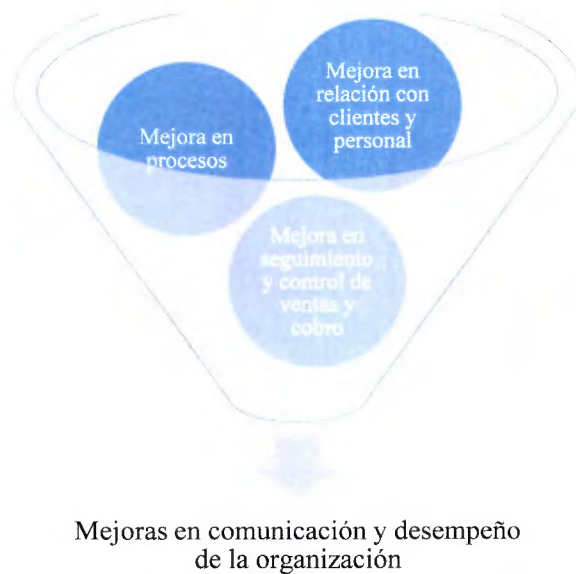 Mejora en
relación con
clientes y
personal
Mejora en
procesos
Mejora en
seguimiento
y control de
ventas y
cobro
Mejoras en comunicación y desempeño
de la organización